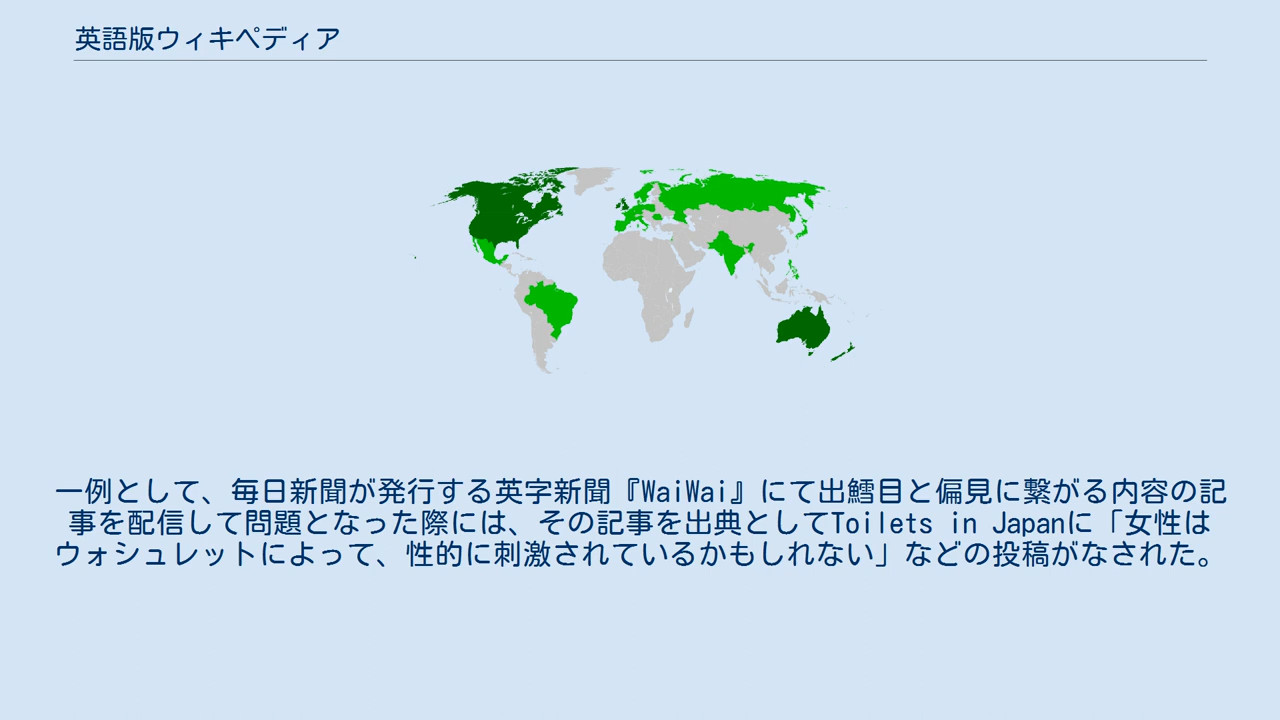 英語版ウィキペディア
一例として、毎日新聞が発行する英字新聞『WaiWai』にて出鱈目と偏見に繋がる内容の記
事を配信して問題となった際には、その記事を出典としてToilets in Japanに「女性は
ウォシュレットによって、性的に刺激されているかもしれない」などの投稿がなされた。